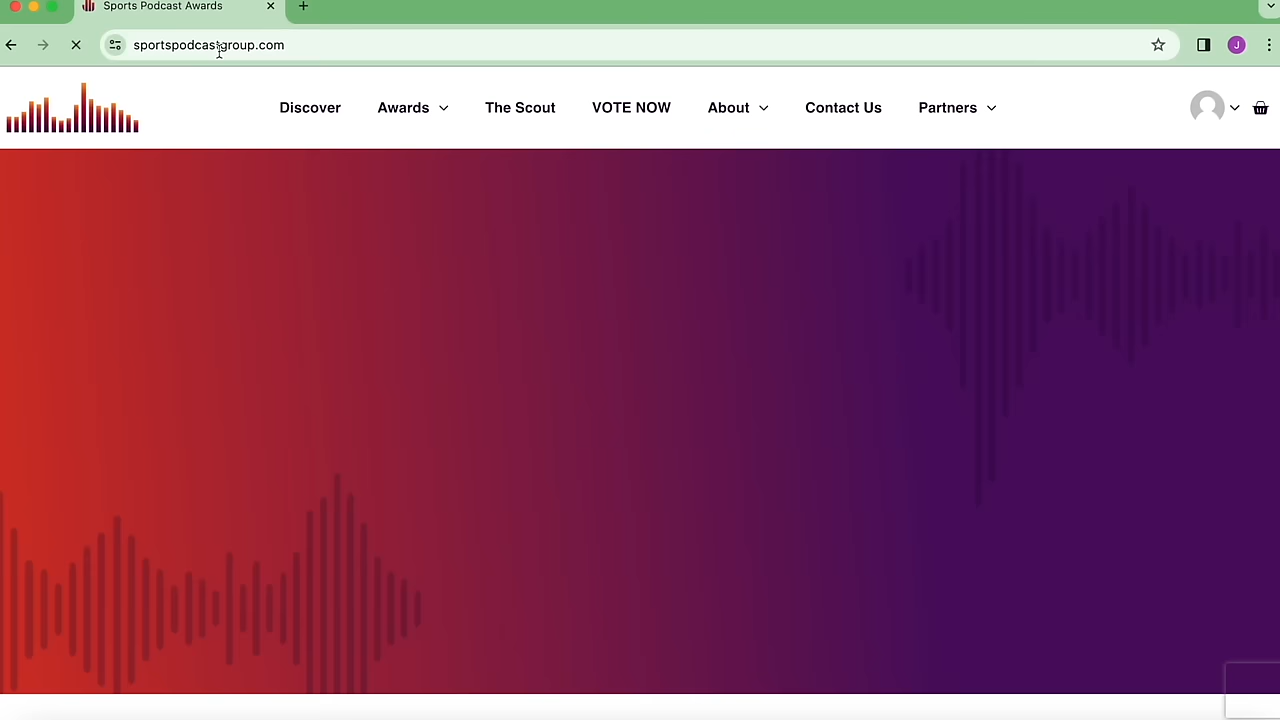 Sports Podcast Awards
sportspodcastgroup.com
J
Discover Awards The Scout VOTE NOW About Contact Us Partners